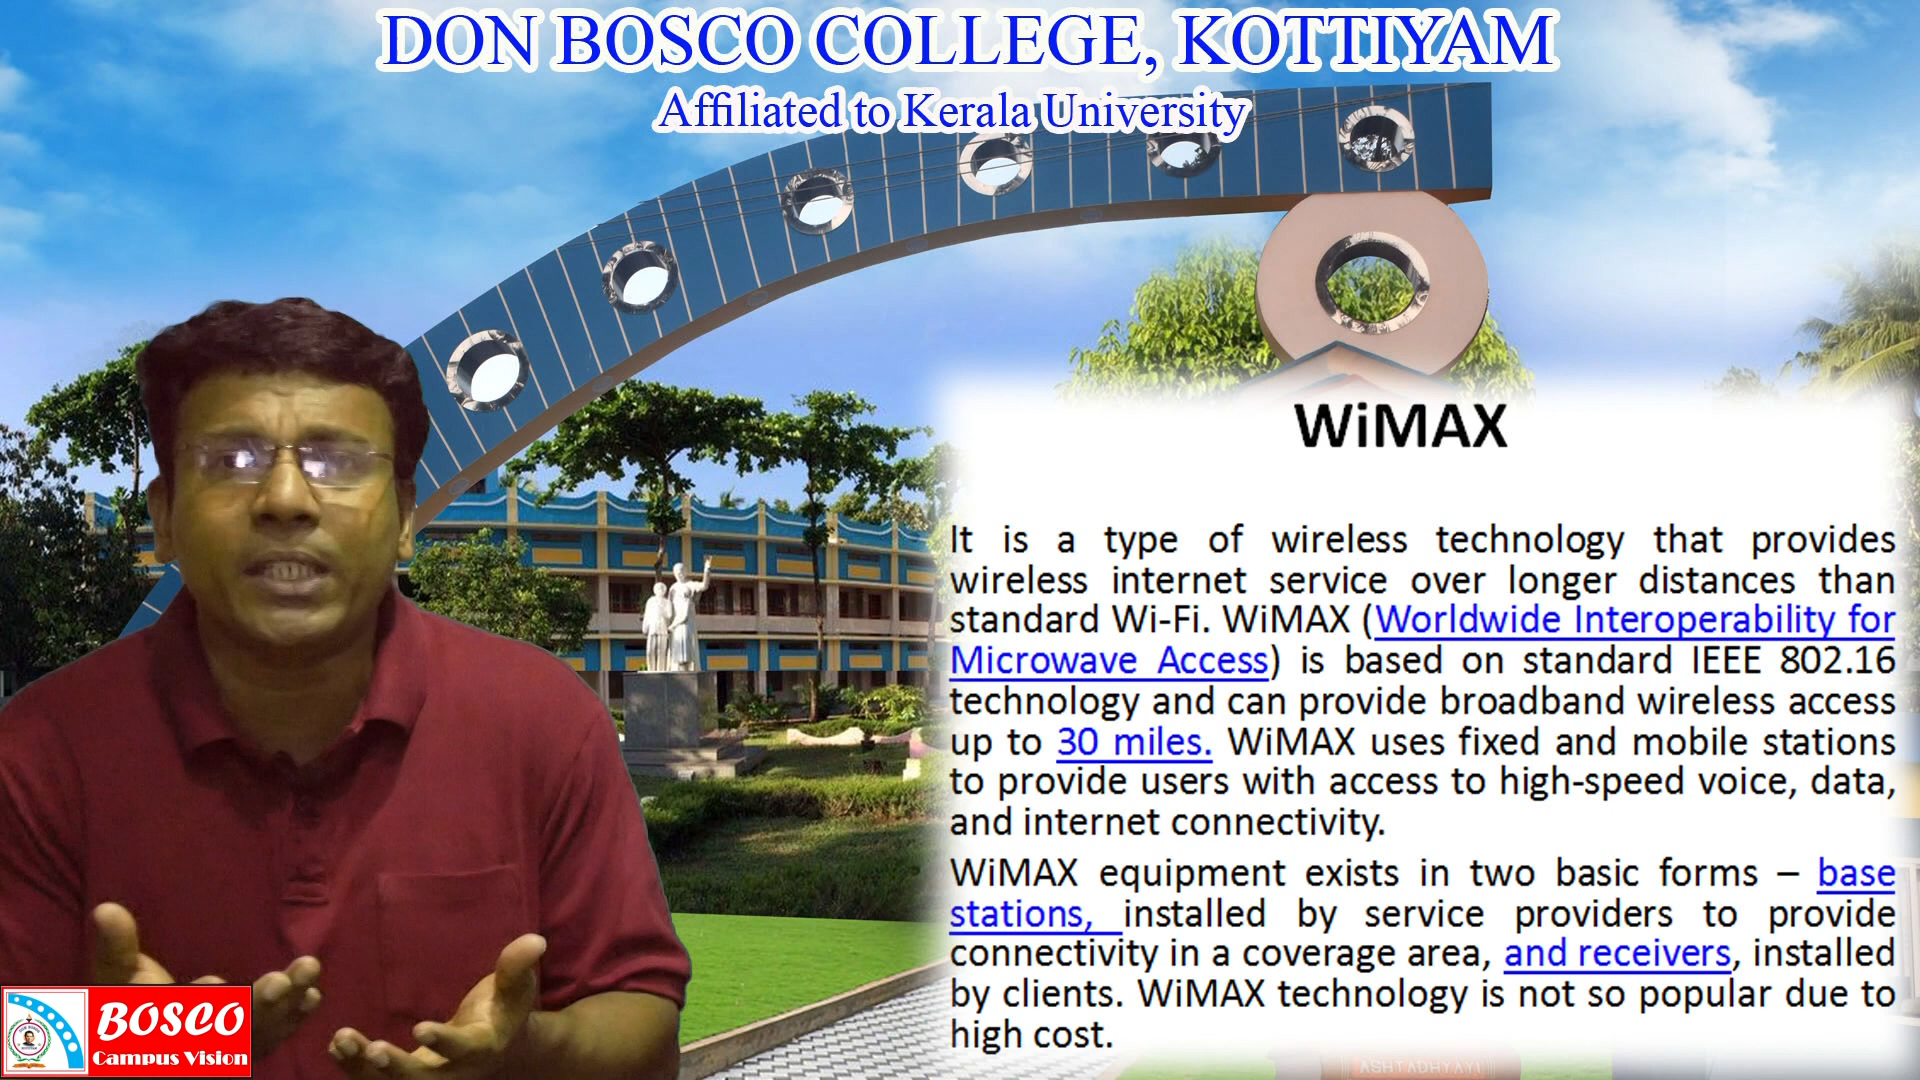 DON BOSCO COLLEGE, KOTTIYAM
Affiliated to Kerala University
WiMAX
It is a type of wireless technology that provides
wireless internet service over longer distances than
standard Wi-Fi. WiMAX (Worldwide Interoperability for
Microwave Access) is based on standard IEEE 802.16
technology and can provide broadband wireless access
up to 30 miles. WiMAX uses fixed and mobile stations
to provide users with access to high-speed voice, data,
and internet connectivity.
WiMAX equipment exists in two basic forms – base
stations, installed by service providers to provide
connectivity in a coverage area, and receivers, installed
by clients. WiMAX technology is not so popular due to
high cost.
BOSCO
Campus Vision
ASHTADHYAYI